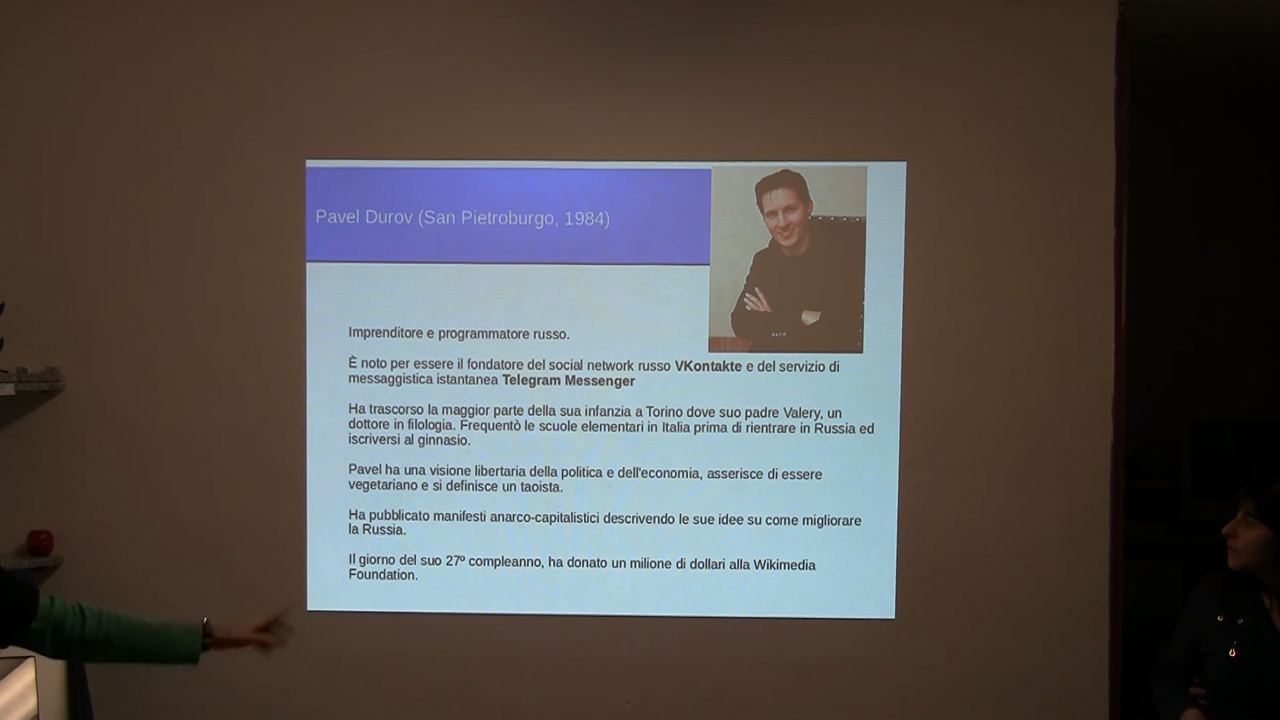 Pavel Durov (San Pietroburgo, 1984)
Imprenditore e programmatore russo.
È noto per essere il fondatore del social network russo VKontakte e del servizio di
messaggistica istantanea Telegram Messenger
Ha trascorso la maggior parte della sua infanzia a Torino dove suo padre Valery, un
dottore in filologia. Frequentò le scuole elementari in Italia prima di rientrare in Russia ed
iscriversi al ginnasio.
Pavel ha una visione libertaria della politica e dell'economia, asserisce di essere
vegetariano e si definisce un taoista.
Ha pubblicato manifesti anarco-capitalistici descrivendo le sue idee su come migliorare
la Russia.
Il giorno del suo 27º compleanno, ha donato un milione di dollari alla Wikimedia
Foundation.